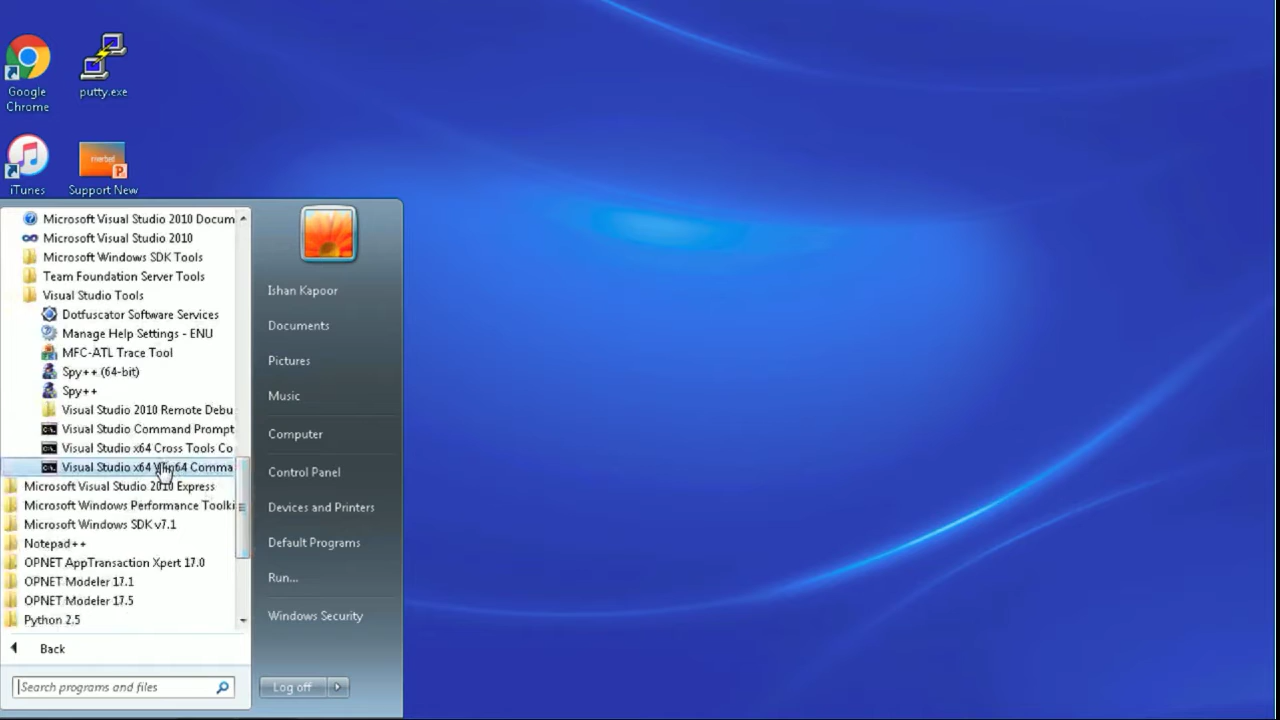 Google
Chrome
putty.exe
iTunes
riverbed
Support New
Microsoft Visual Studio 2010 Docum
Microsoft Visual Studio 2010
Microsoft Windows SDK Tools
Team Foundation Server Tools
Visual Studio Tools
Dotfuscator Software Services
Manage Help Settings - ENU
MFC-ATL Trace Tool
Spy++ (64-bit)
Spy++
Visual Studio 2010 Remote Debu
Visual Studio Command Prompt
Visual Studio x64 Cross Tools Co
Visual Studio x64 Win64 Comma
Microsoft Visual Studio 2010 Express
Microsoft Windows Performance Toolki
Microsoft Windows SDK v7.1
Notepad++
OPNET AppTransaction Xpert 17.0
OPNET Modeler 17.1
OPNET Modeler 17.5
Python 2.5
Back
Search programs and files
Ishan Kapoor
Documents
Pictures
Music
Computer
Control Panel
Devices and Printers
Default Programs
Run...
Windows Security
Log off